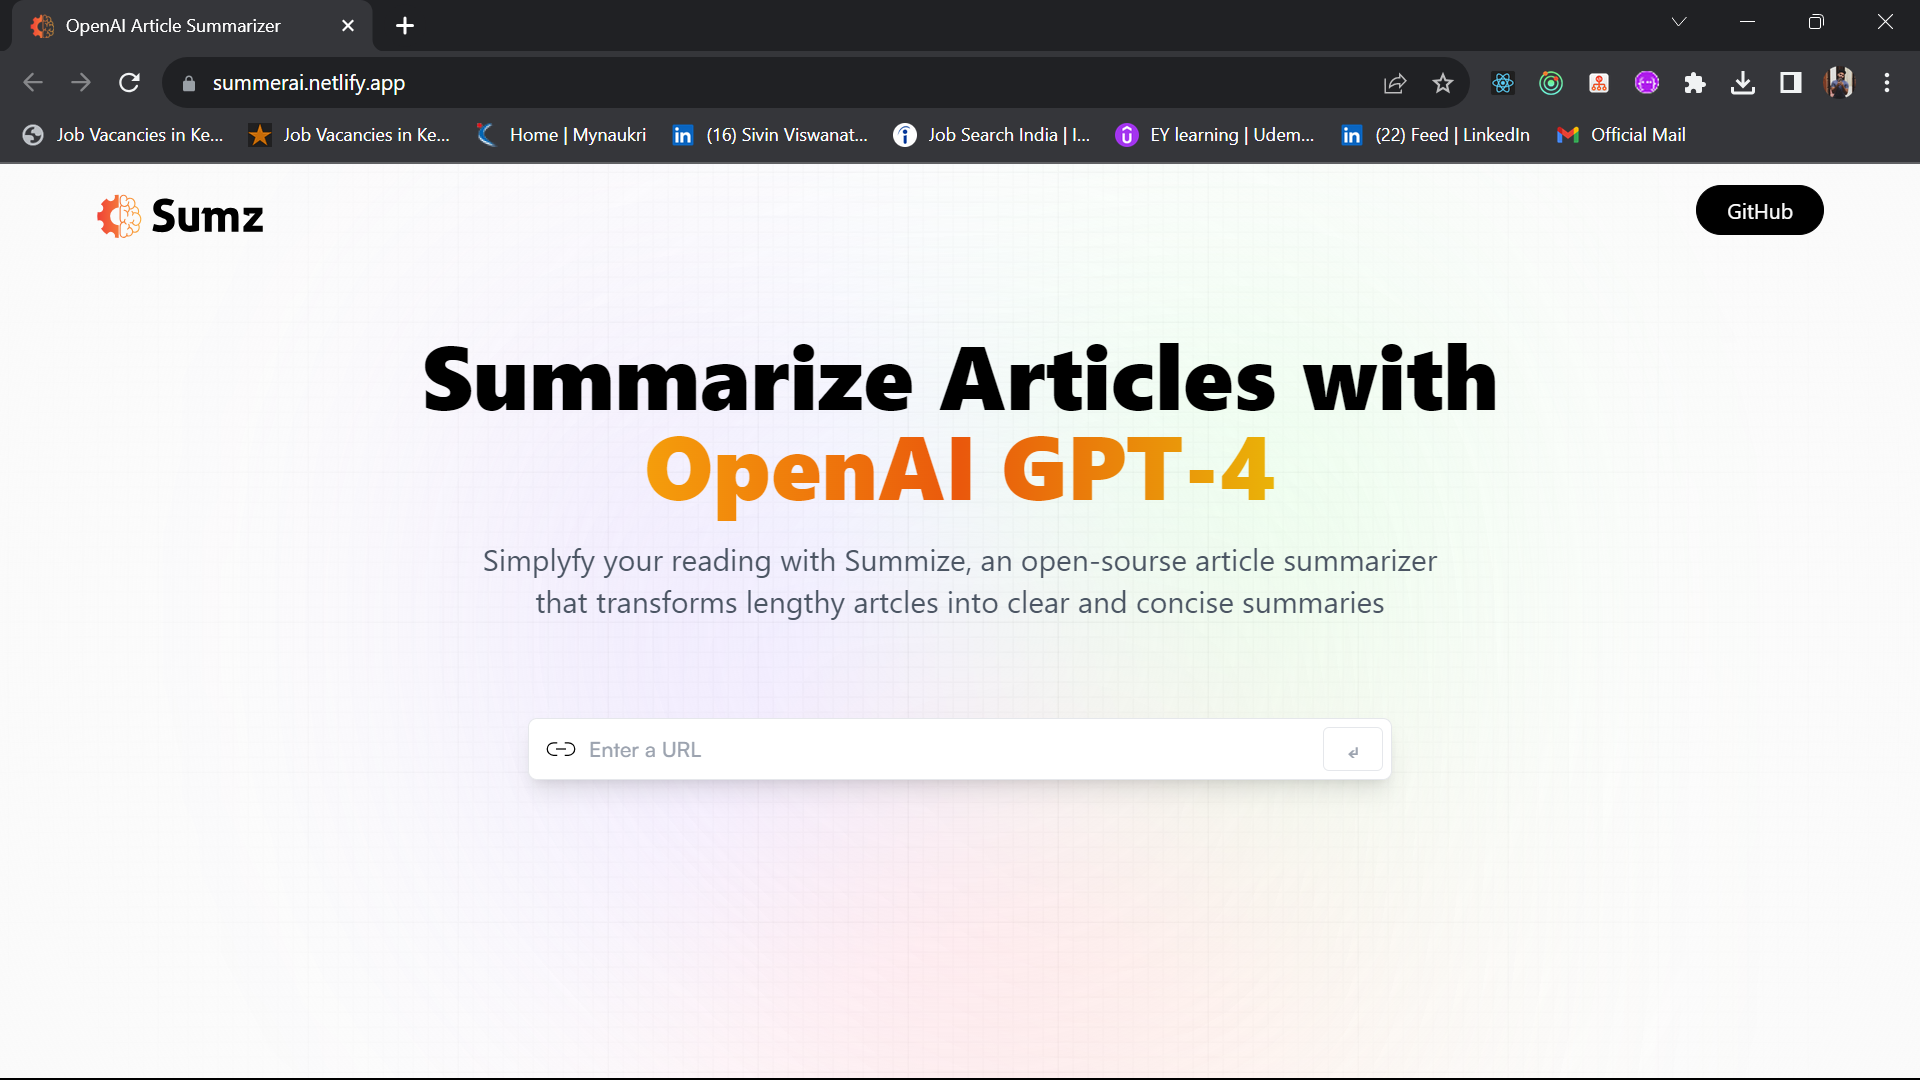 OpenAI Article Summarizer
summerai.netlify.app
Job Vacancies in Ke... Job Vacancies in Ke... Home | Mynaukri (16) Sivin Viswanat... Job Search India | I... EY learning | Udem... (22) Feed | LinkedIn Official Mail
Sumz
GitHub
Summarize Articles with
OpenAI GPT-4
Simplyfy your reading with Summize, an open-sourse article summarizer
that transforms lengthy artcles into clear and concise summaries
Enter a URL